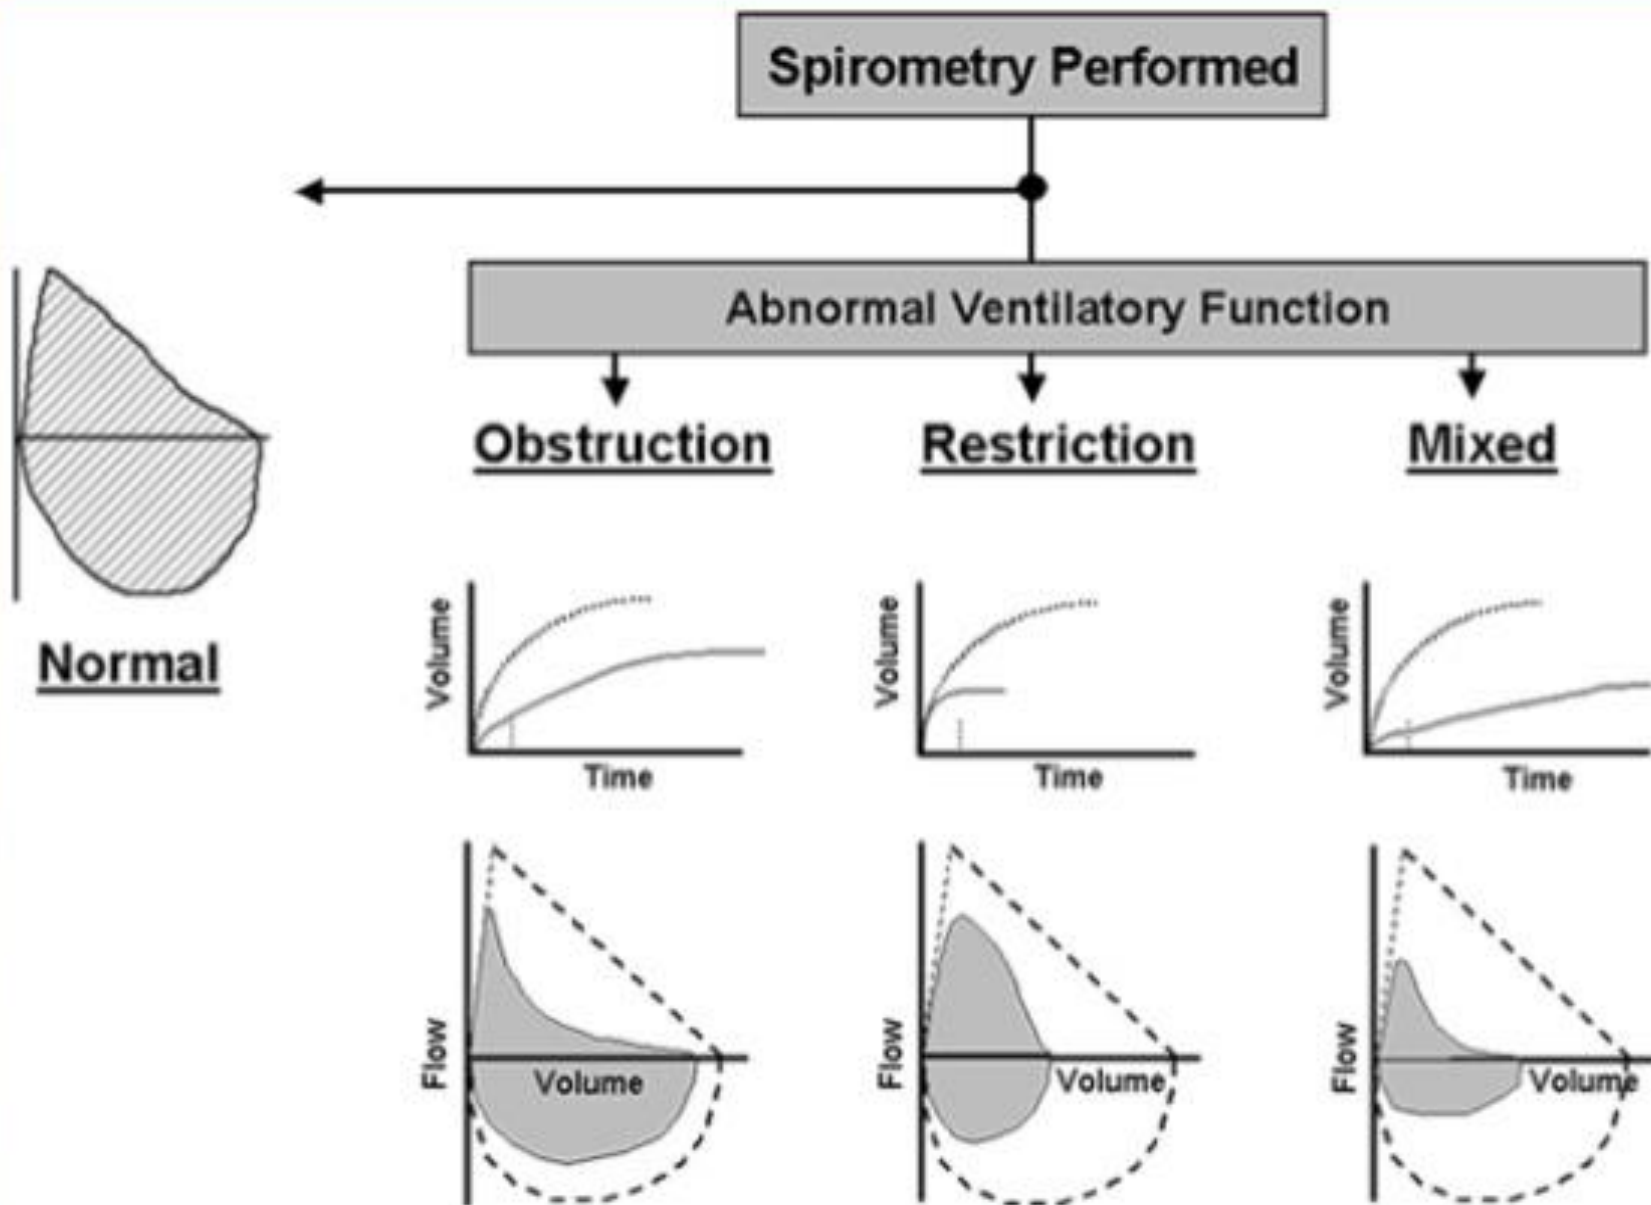 Spirometry Performed
Abnormal Ventilatory Function
Obstruction
Restriction
Mixed
Normal
Volume
Time
Volume
Time
Volume
Time
Flow
Volume
Flow
Volume
Flow
Volume